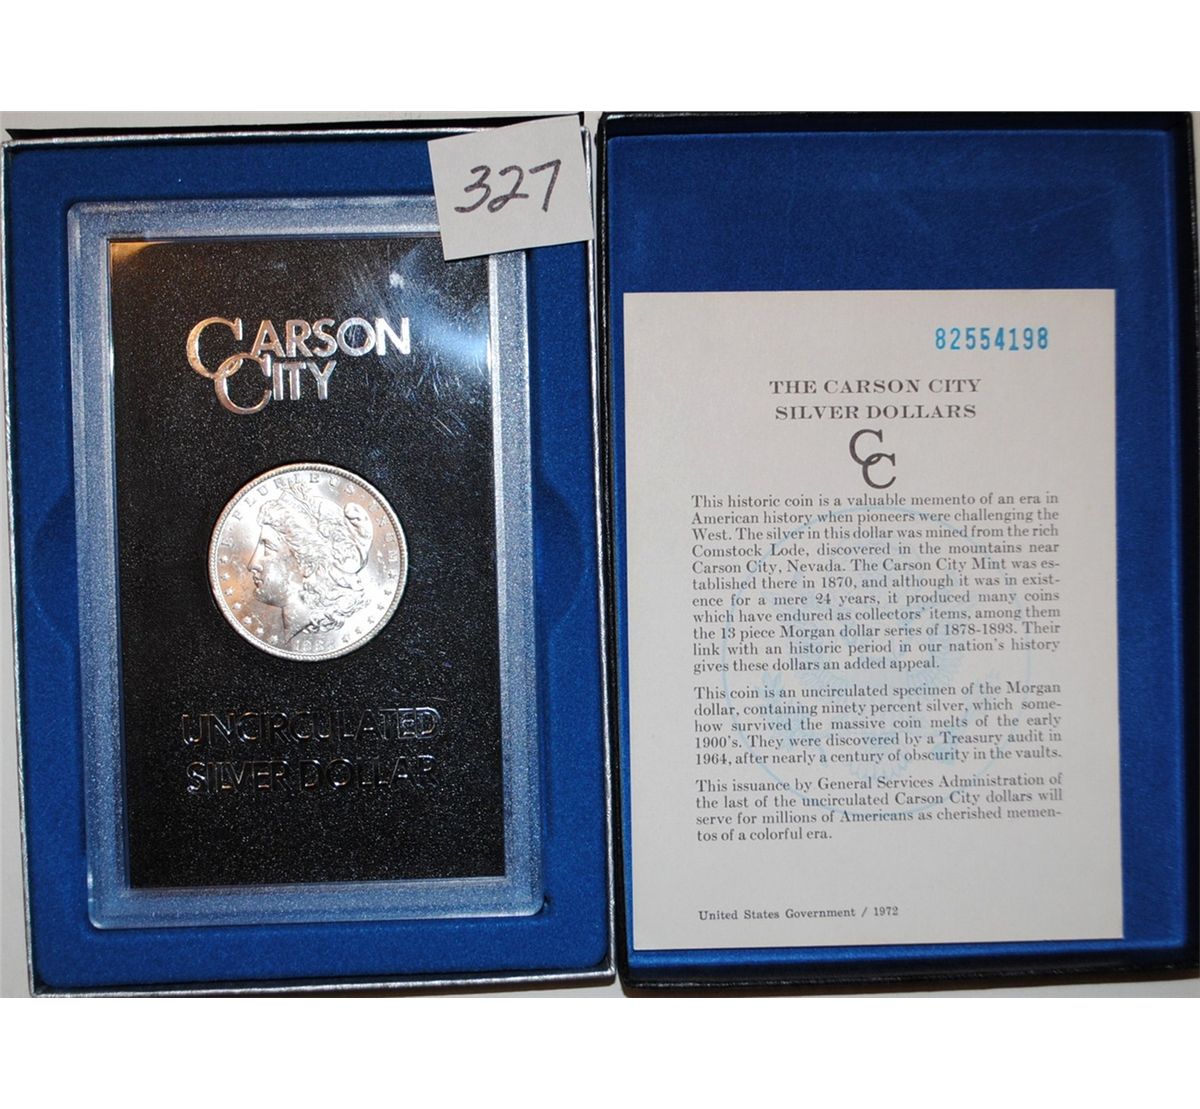 327
CARSON
CITY
E PLURIBUS UNUM
UNCIRCULATED
SILVER DOLLAR
82554198
THE CARSON CITY
SILVER DOLLARS
CC
This historic coin is a valuable memento of an era in
American history when pioneers were challenging the
West. The silver in this dollar was mined from the rich
Comstock Lode, discovered in the mountains near
Carson City, Nevada. The Carson City Mint was es-
tablished there in 1870, and although it was in exist-
ence for a mere 24 years, it produced many coins
which have endured as collectors' items, among them
the 13 piece Morgan dollar series of 1878-1893. Their
link with an historic period in our nation's history
gives these dollars an added appeal.
This coin is an uncirculated specimen of the Morgan
dollar, containing ninety percent silver, which some-
how survived the massive coin melts of the early
1900's. They were discovered by a Treasury audit in
1964, after nearly a century of obscurity in the vaults.
This issuance by General Services Administration of
the last of the uncirculated Carson City dollars will
serve for millions of Americans as cherished memen-
tos of a colorful era.
United States Government / 1972